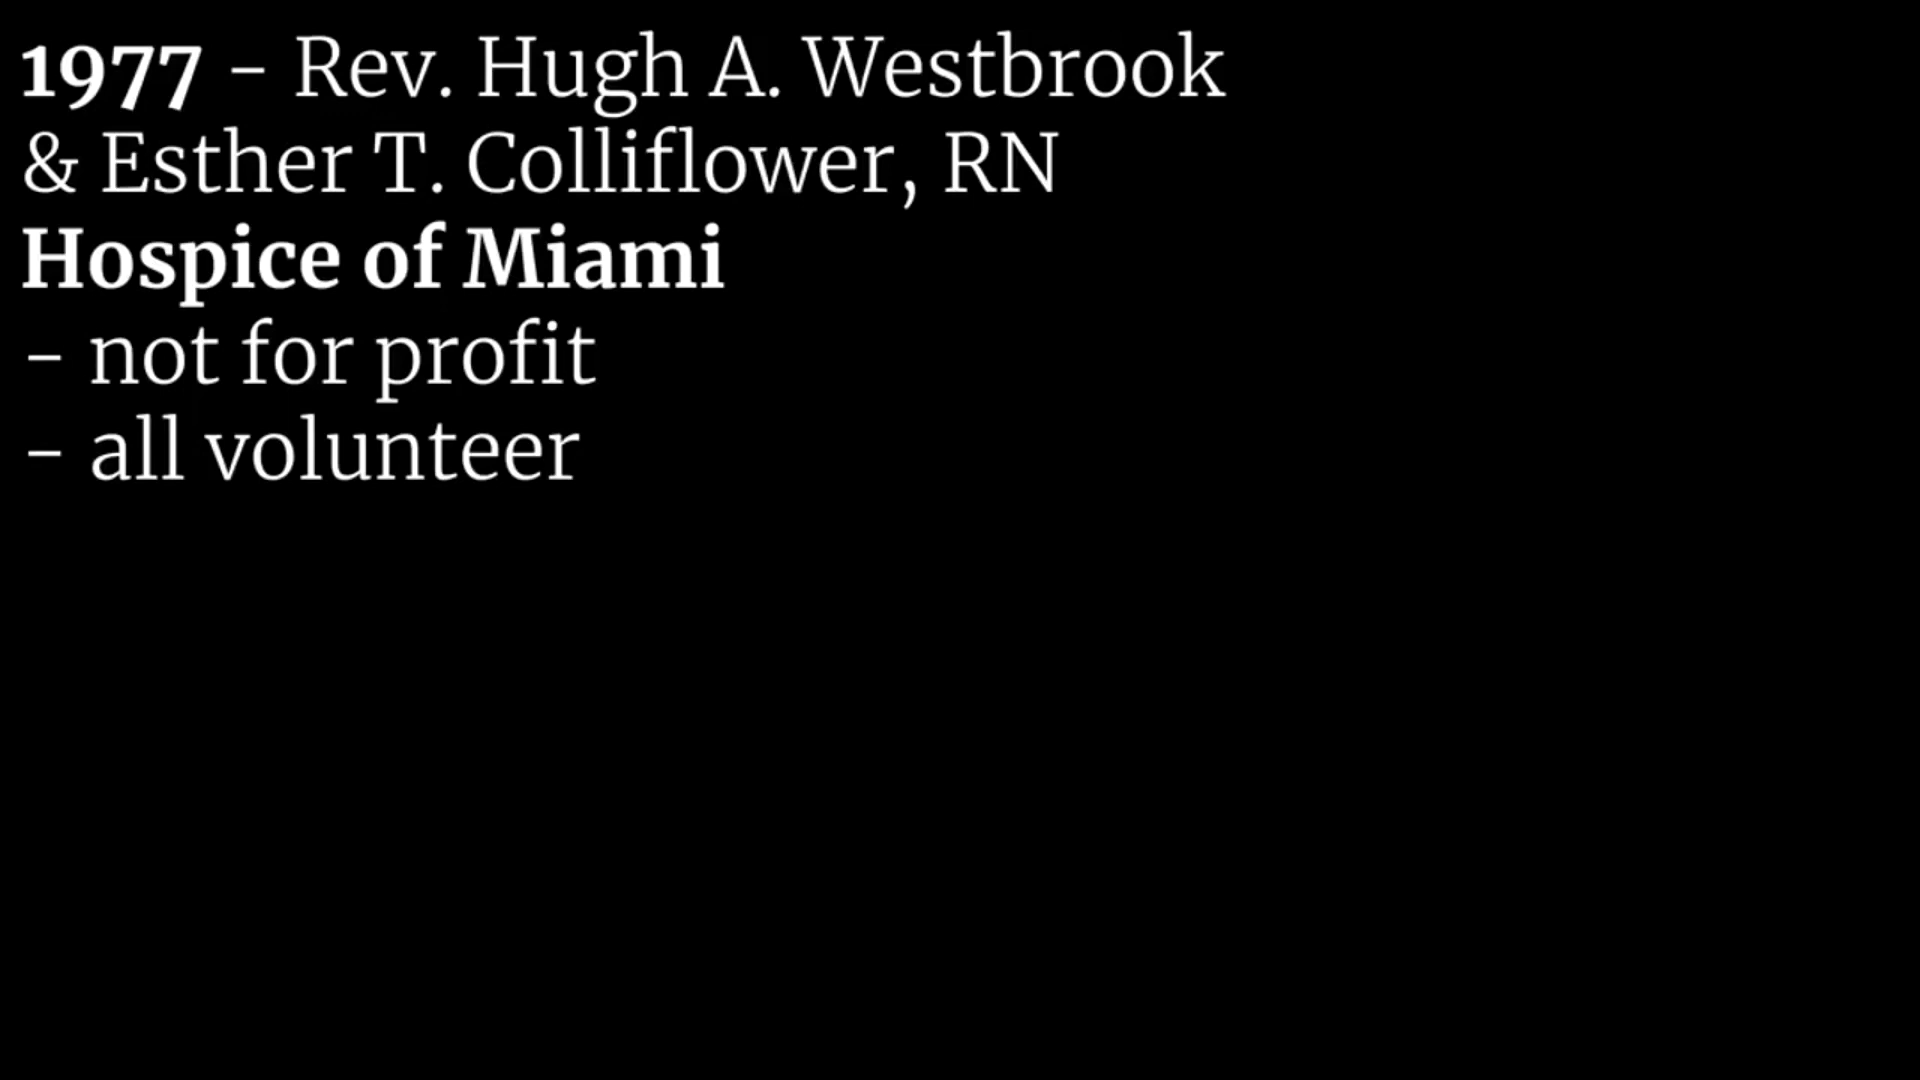 1977 - Rev. Hugh A. Westbrook
& Esther T. Colliflower, RN
Hospice of Miami
- not for profit
- all volunteer